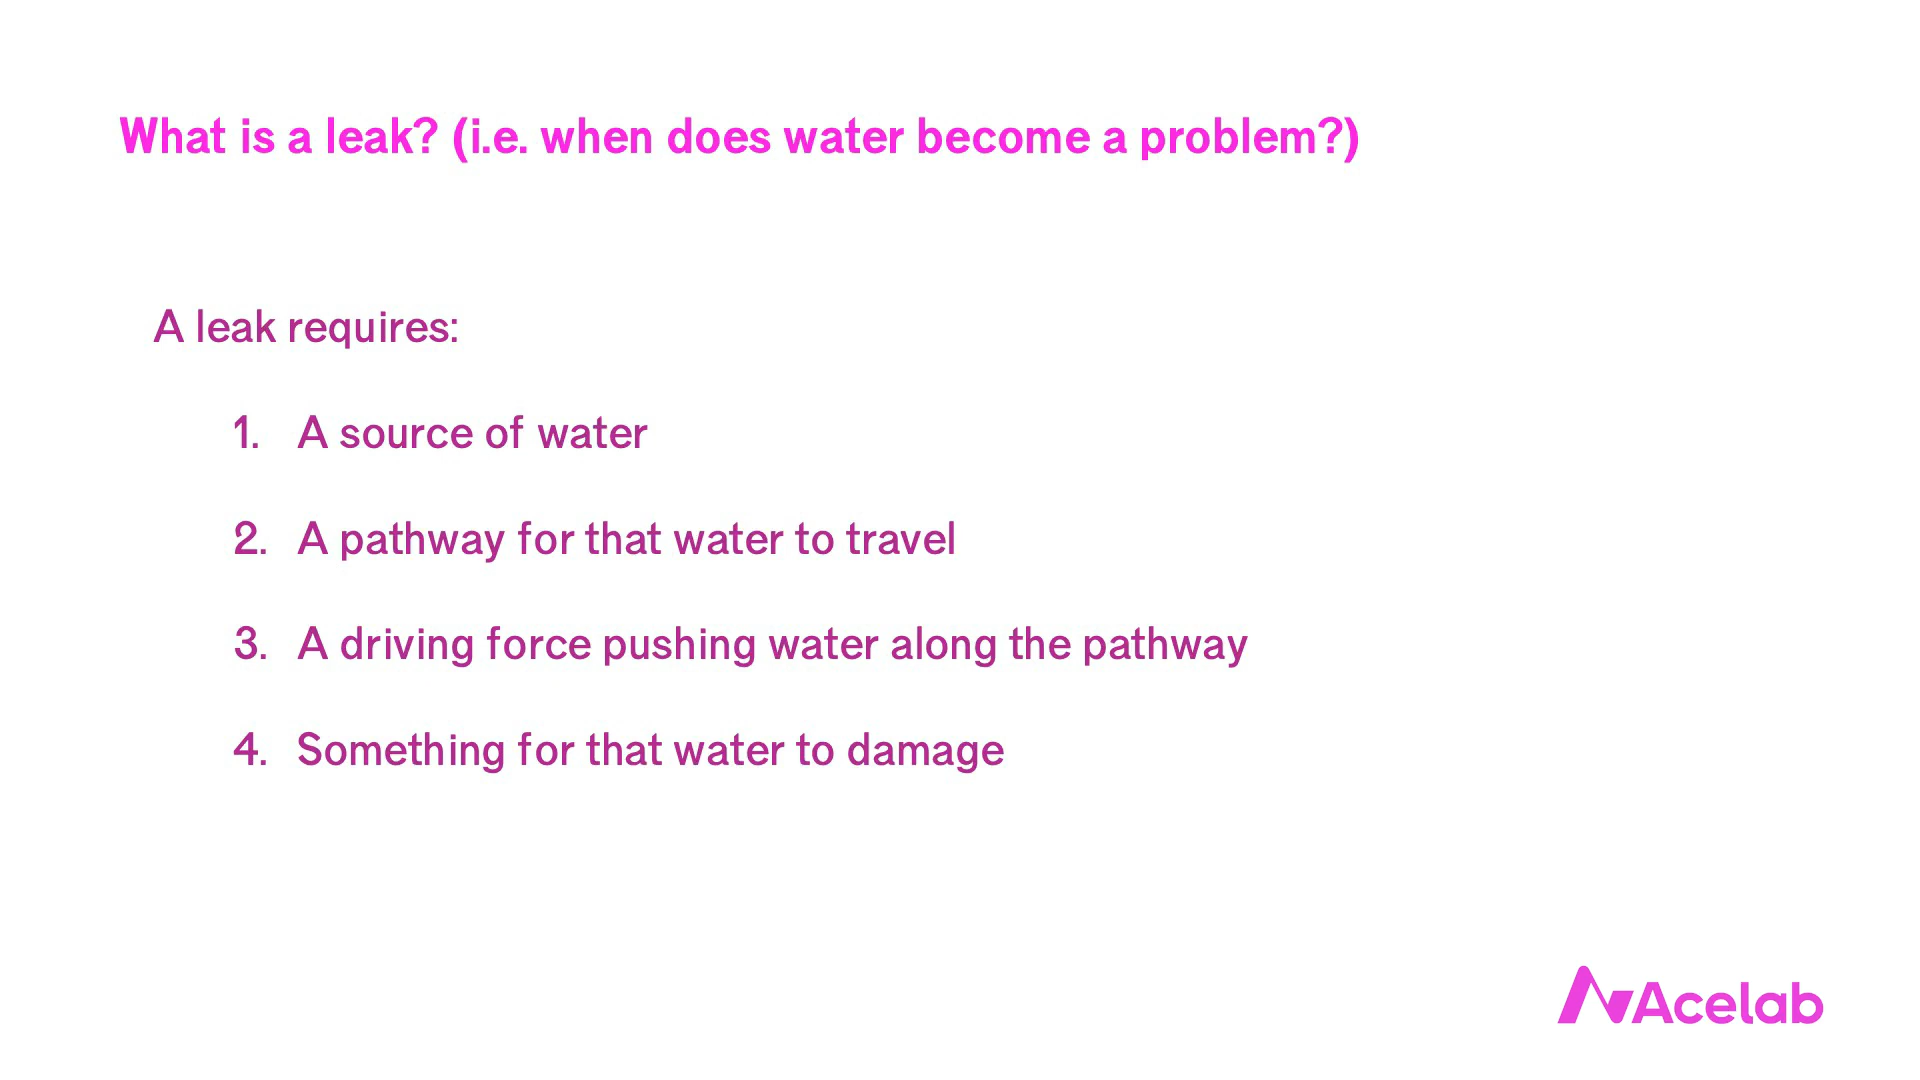 What is a leak? (i.e. when does water become a problem?)
A leak requires:
1. A source of water
2. A pathway for that water to travel
3. A driving force pushing water along the pathway
4. Something for that water to damage
Acelab